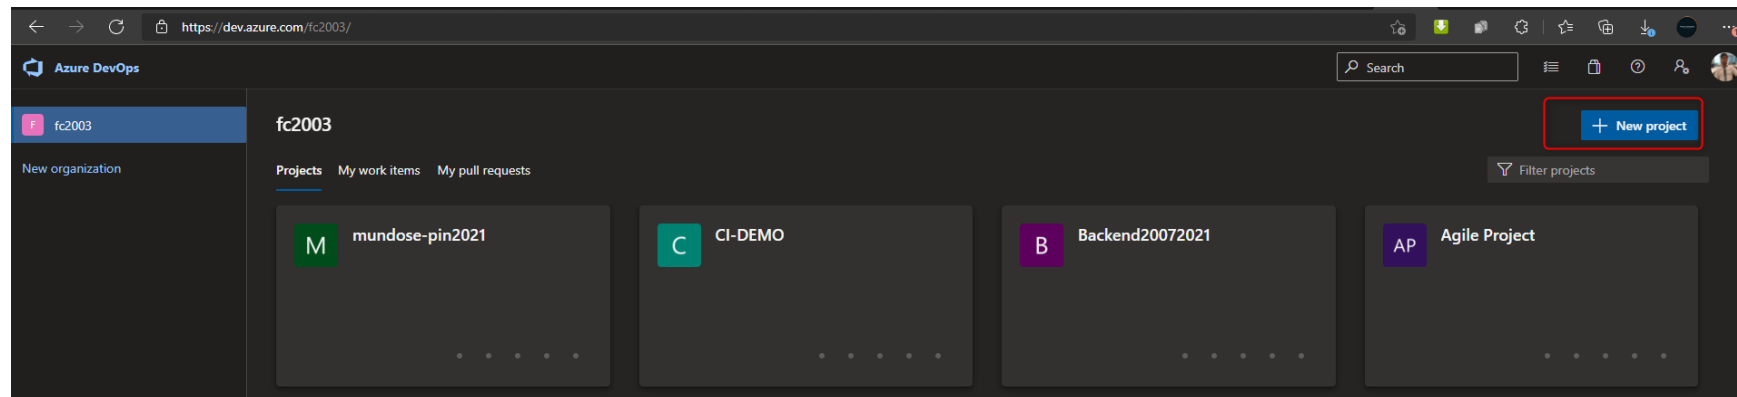 https://dev.azure.com/fc2003/
Azure DevOps
Search
F fc2003
New organization
fc2003
New project
Projects My work items My pull requests
Filter projects
M mundose-pin2021
C CI-DEMO
B Backend20072021
AP Agile Project